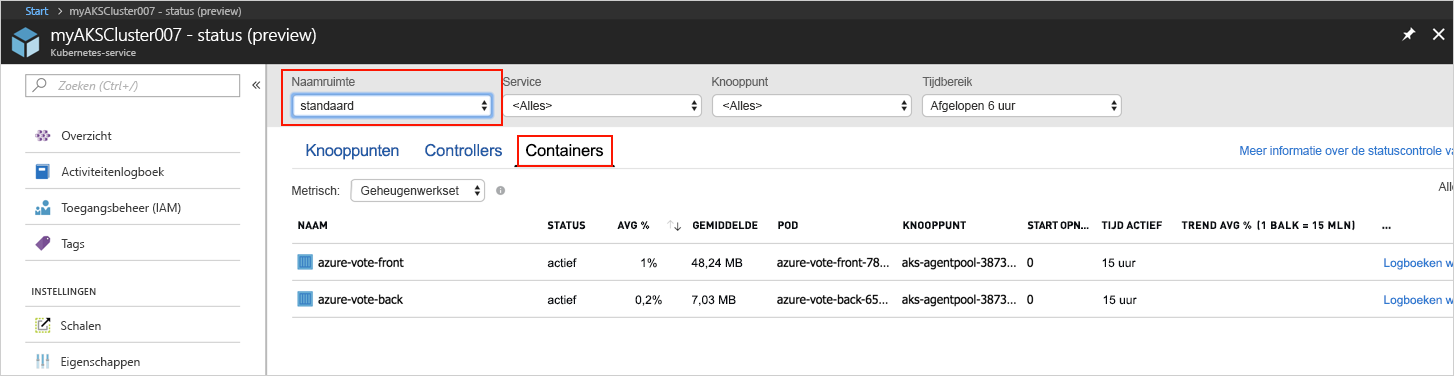 Start > myAKSCluster007 - status (preview)
myAKSCluster007 - status (preview)
Kubernetes-service
Zoeken (Ctrl+/)
Overzicht
Activiteitenlogboek
Toegangsbeheer (IAM)
Tags
INSTELLINGEN
Schalen
Eigenschappen
Naamruimte Service Knooppunt Tijdbereik
standaard <Alles> <Alles> Afgelopen 6 uur
Knooppunten Controllers Containers
Meer informatie over de statuscontrole va
Metrisch: Geheugenwerkset
Alle
NAAM STATUS AVG % GEMIDDELDE POD KNOOPPUNT START OPN... TIJD ACTIEF TREND AVG % (1 BALK = 15 MLN) ...
azure-vote-front actief 1% 48,24 MB azure-vote-front-78... aks-agentpool-3873... 0 15 uur Logboeken w
azure-vote-back actief 0,2% 7,03 MB azure-vote-back-65... aks-agentpool-3873... 0 15 uur Logboeken w